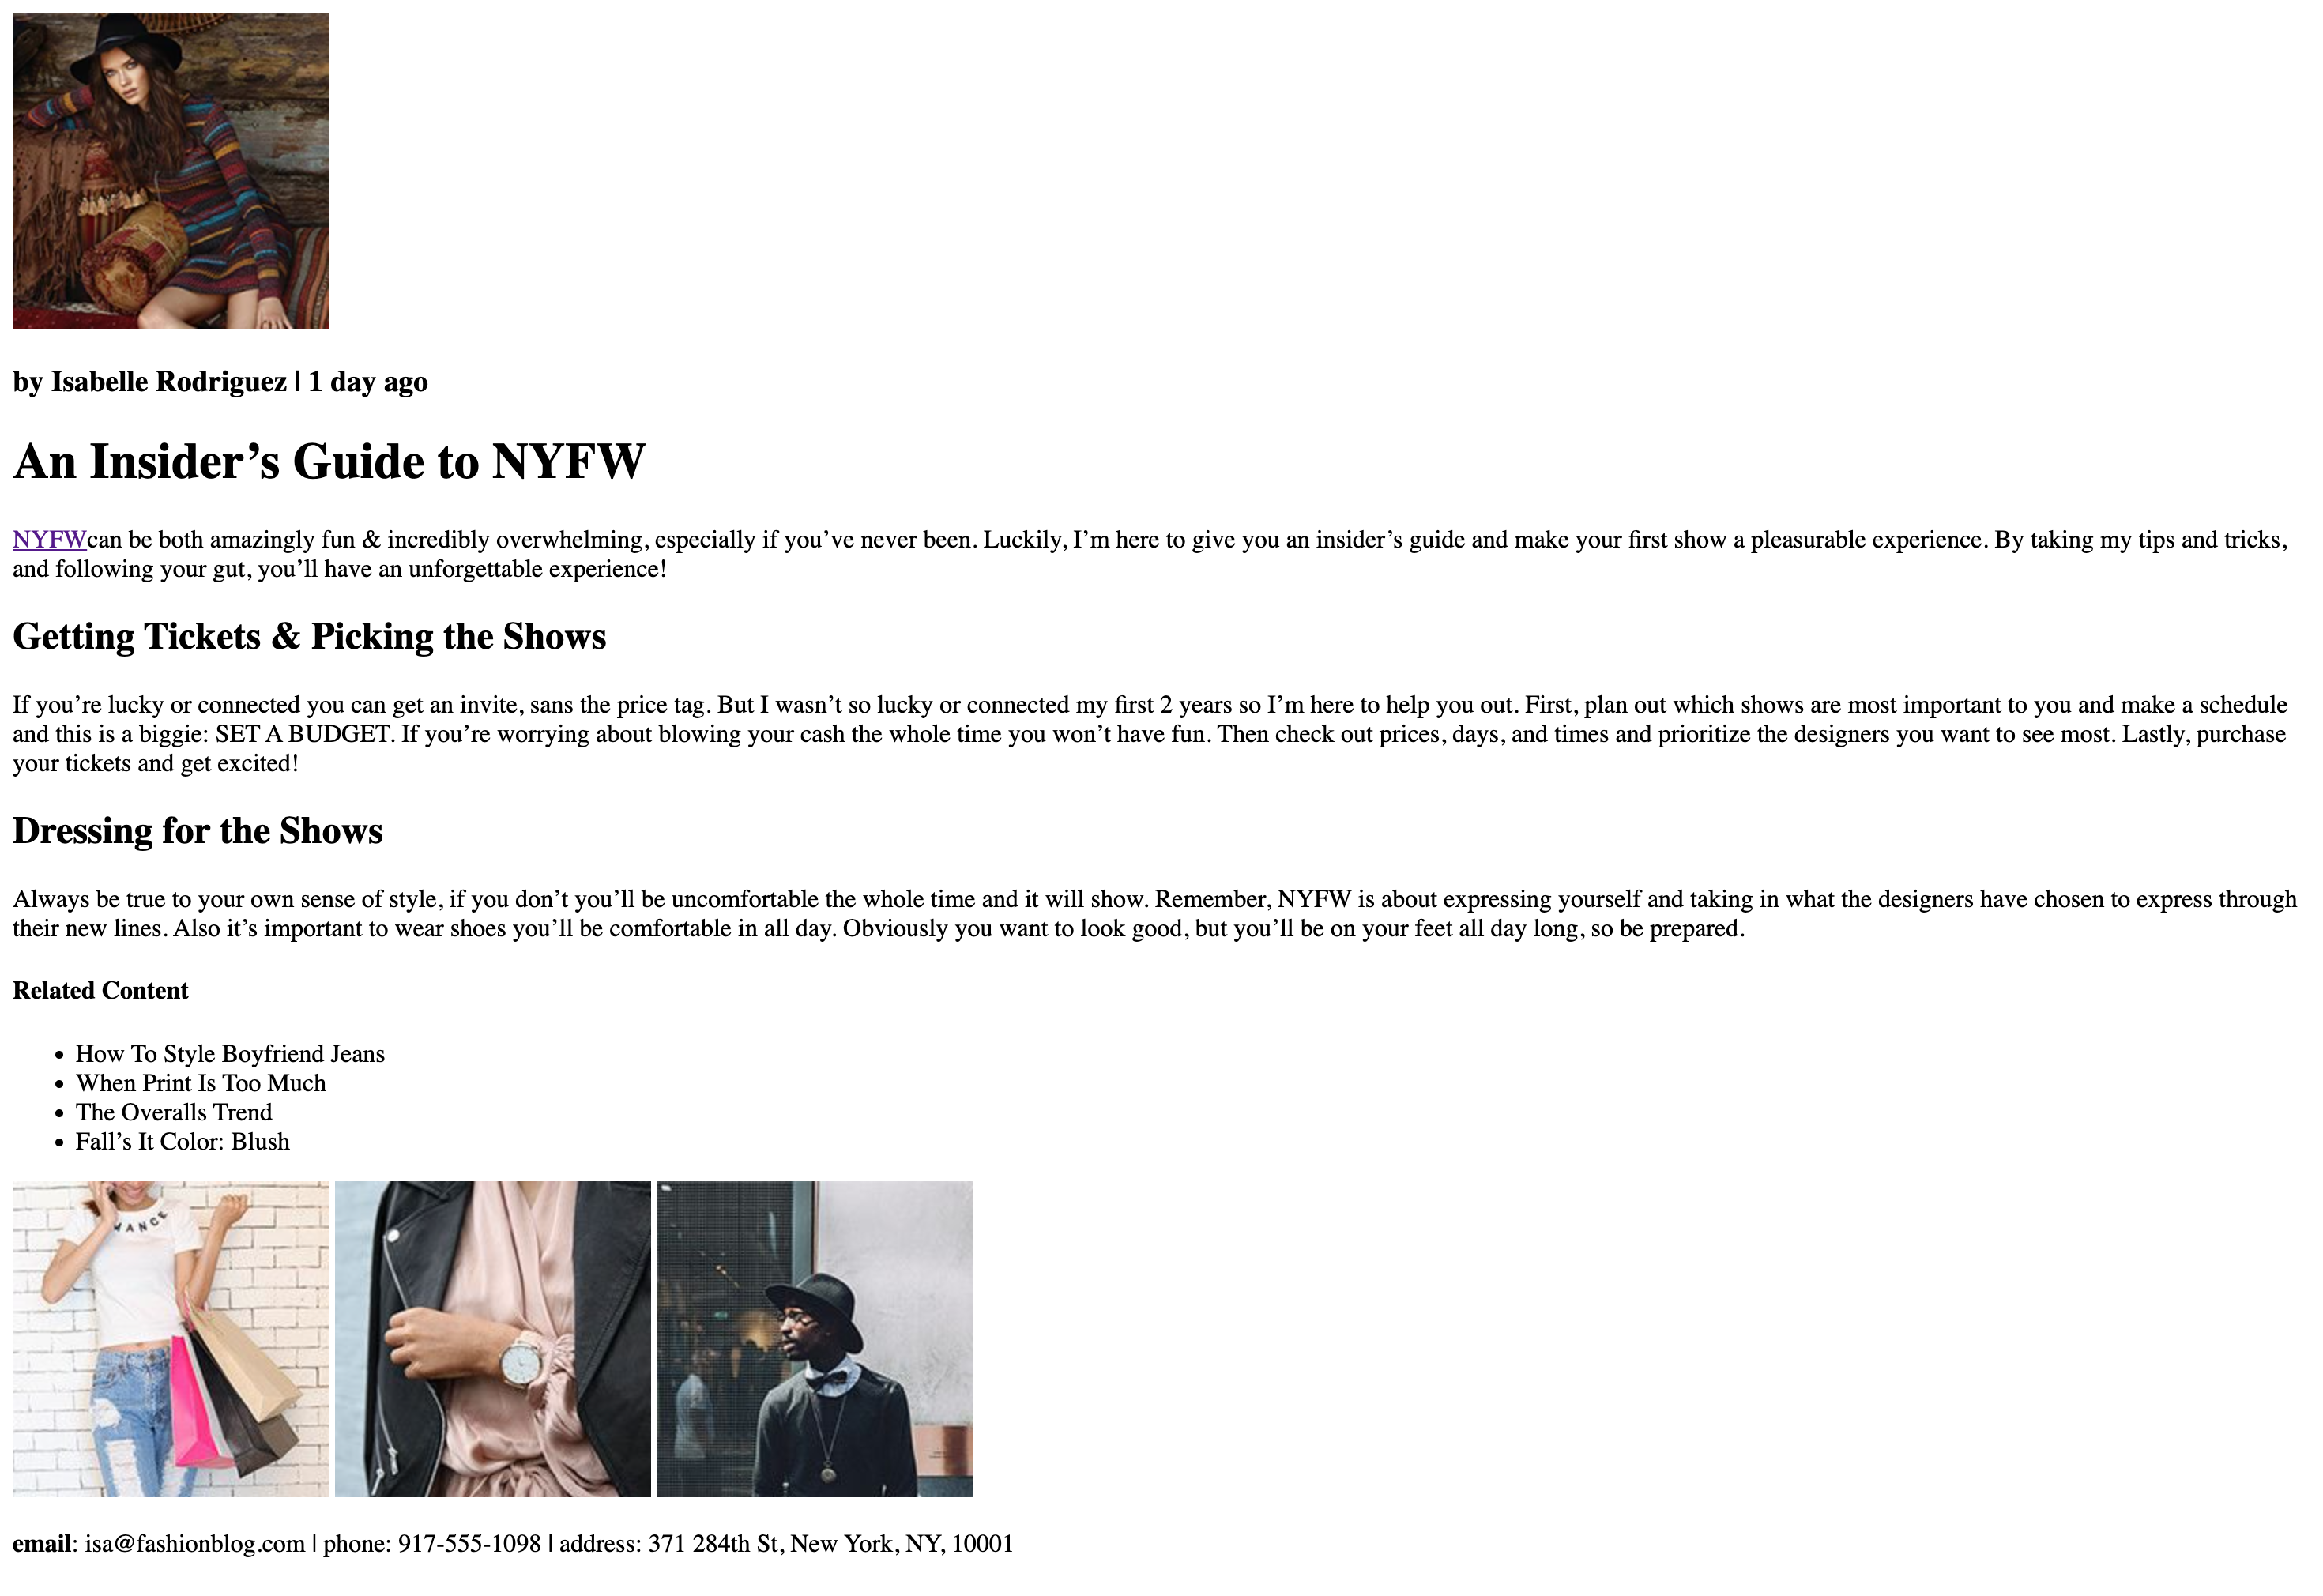 by Isabelle Rodriguez | 1 day ago
An Insider’s Guide to NYFW
NYFWcan be both amazingly fun & incredibly overwhelming, especially if you’ve never been. Luckily, I’m here to give you an insider’s guide and make your first show a pleasurable experience. By taking my tips and tricks,
and following your gut, you’ll have an unforgettable experience!
Getting Tickets & Picking the Shows
If you’re lucky or connected you can get an invite, sans the price tag. But I wasn’t so lucky or connected my first 2 years so I’m here to help you out. First, plan out which shows are most important to you and make a schedule
and this is a biggie: SET A BUDGET. If you’re worrying about blowing your cash the whole time you won’t have fun. Then check out prices, days, and times and prioritize the designers you want to see most. Lastly, purchase
your tickets and get excited!
Dressing for the Shows
Always be true to your own sense of style, if you don’t you’ll be uncomfortable the whole time and it will show. Remember, NYFW is about expressing yourself and taking in what the designers have chosen to express through
their new lines. Also it’s important to wear shoes you’ll be comfortable in all day. Obviously you want to look good, but you’ll be on your feet all day long, so be prepared.
Related Content
• How To Style Boyfriend Jeans
• When Print Is Too Much
• The Overalls Trend
• Fall’s It Color: Blush
MANCE
email: isa@fashionblog.com | phone: 917-555-1098 | address: 371 284th St, New York, NY, 10001